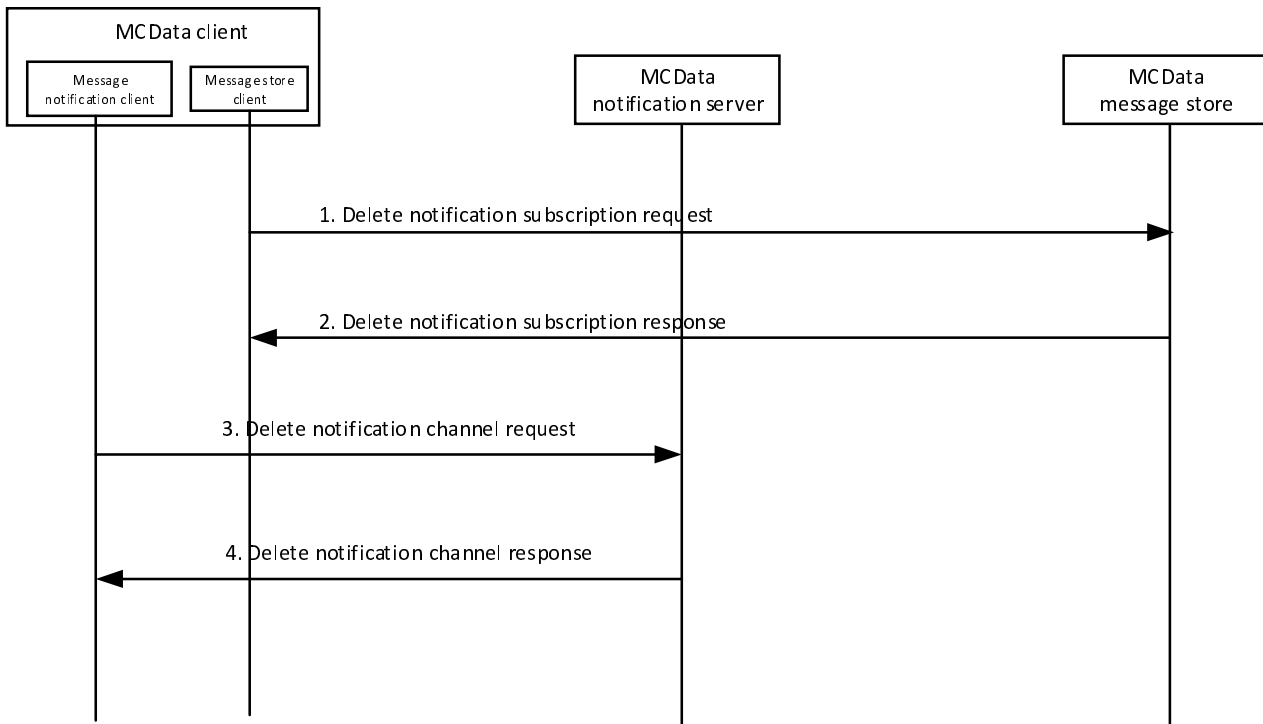 MCData client
Message
notification client
Message store
client
MCData
notification server
MCData
message store
1. Delete notification subscription request
2. Delete notification subscription response
3. Delete notification channel request
4. Delete notification channel response